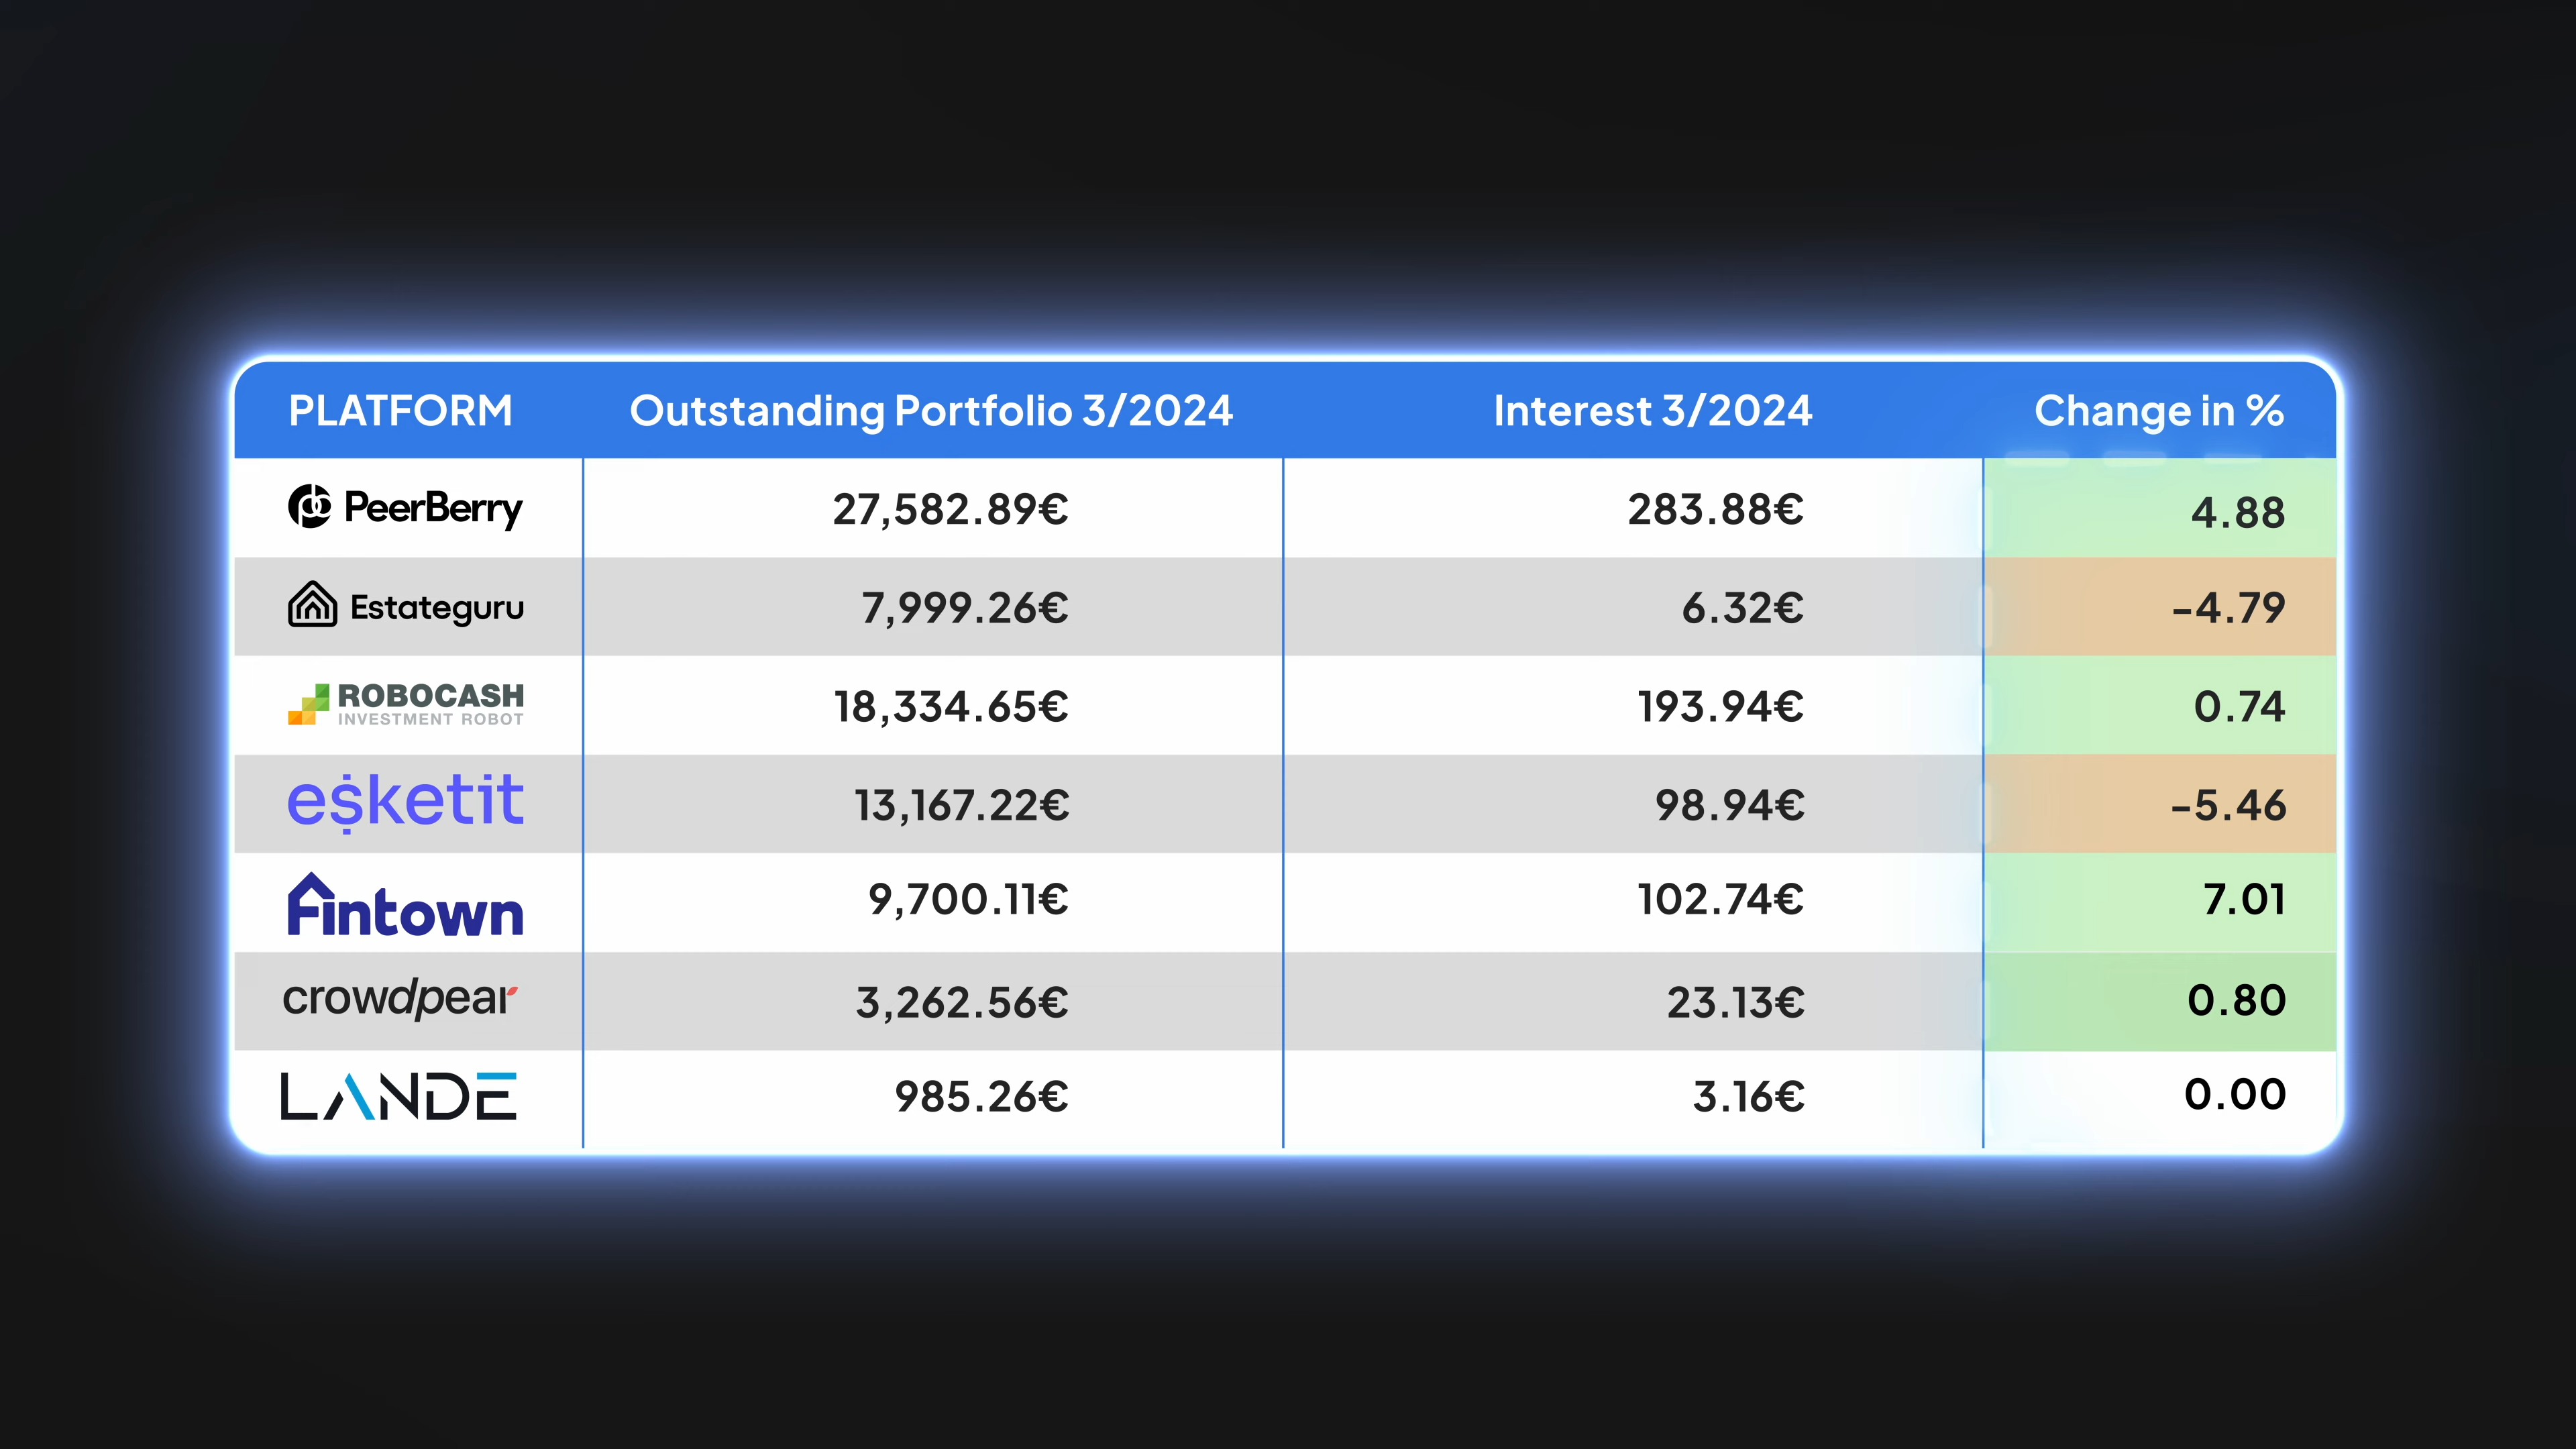 PLATFORM Outstanding Portfolio 3/2024 Interest 3/2024 Change in %
PeerBerry 27,582.89€ 283.88€ 4.88
Estateguru 7,999.26€ 6.32€ -4.79
ROBOCASH 18,334.65€ 193.94€ 0.74
INVESTMENT ROBOT
esketit 13,167.22€ 98.94€ -5.46
Fintown 9,700.11€ 102.74€ 7.01
crowdpear 3,262.56€ 23.13€ 0.80
LANDE 985.26€ 3.16€ 0.00